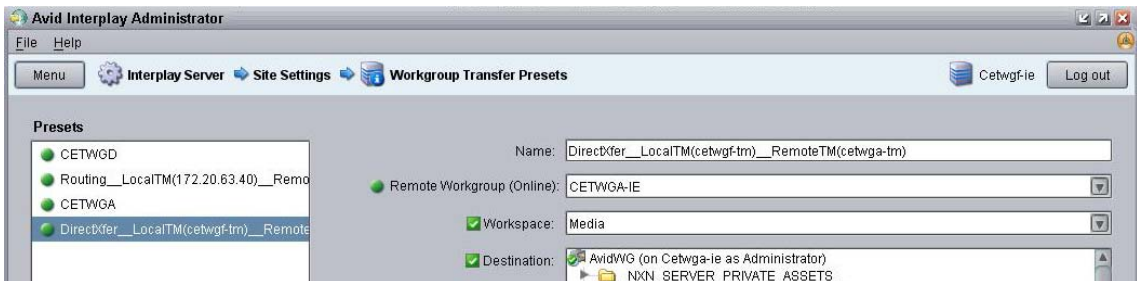 Avid Interplay Administrator
File Help
Menu Interplay Server Site Settings Workgroup Transfer Presets Cetwgf-ie Log out
Presets
CETWGD
Routing__LocalTM(172.20.63.40)__Remo
CETWGA
DirectXfer__LocalTM(cetwgf-tm)__Remote
Name: DirectXfer__LocalTM(cetwgf-tm)__RemoteTM(cetwga-tm)
Remote Workgroup (Online): CETWGA-IE
Workspace: Media
Destination: AvidWG (on Cetwga-ie as Administrator)
NXN SERVER PRIVATE ASSETS